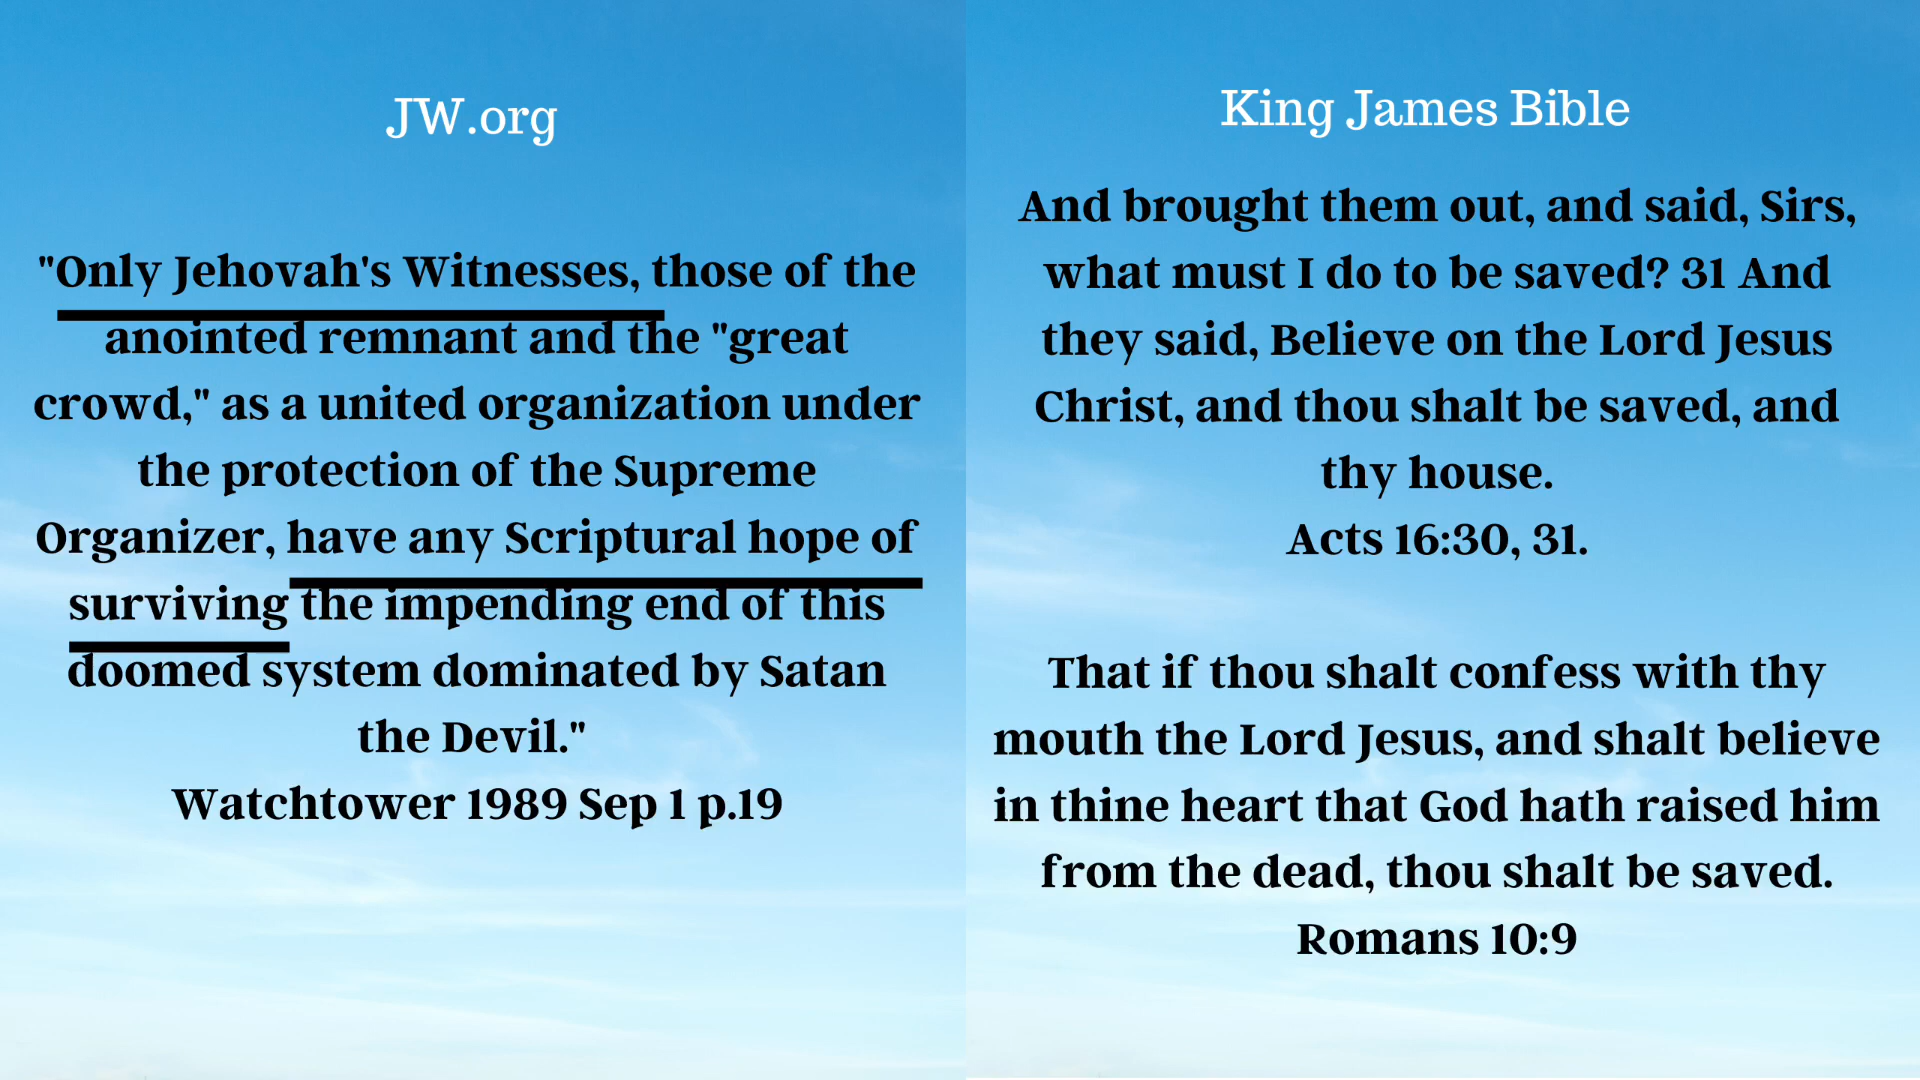 JW.org
"Only Jehovah's Witnesses, those of the
anointed remnant and the "great
crowd," as a united organization under
the protection of the Supreme
Organizer, have any Scriptural hope of
surviving the impending end of this
doomed system dominated by Satan
the Devil."
Watchtower 1989 Sep 1 p.19
King James Bible
And brought them out, and said, Sirs,
what must I do to be saved? 31 And
they said, Believe on the Lord Jesus
Christ, and thou shalt be saved, and
thy house.
Acts 16:30, 31.
That if thou shalt confess with thy
mouth the Lord Jesus, and shalt believe
in thine heart that God hath raised him
from the dead, thou shalt be saved.
Romans 10:9